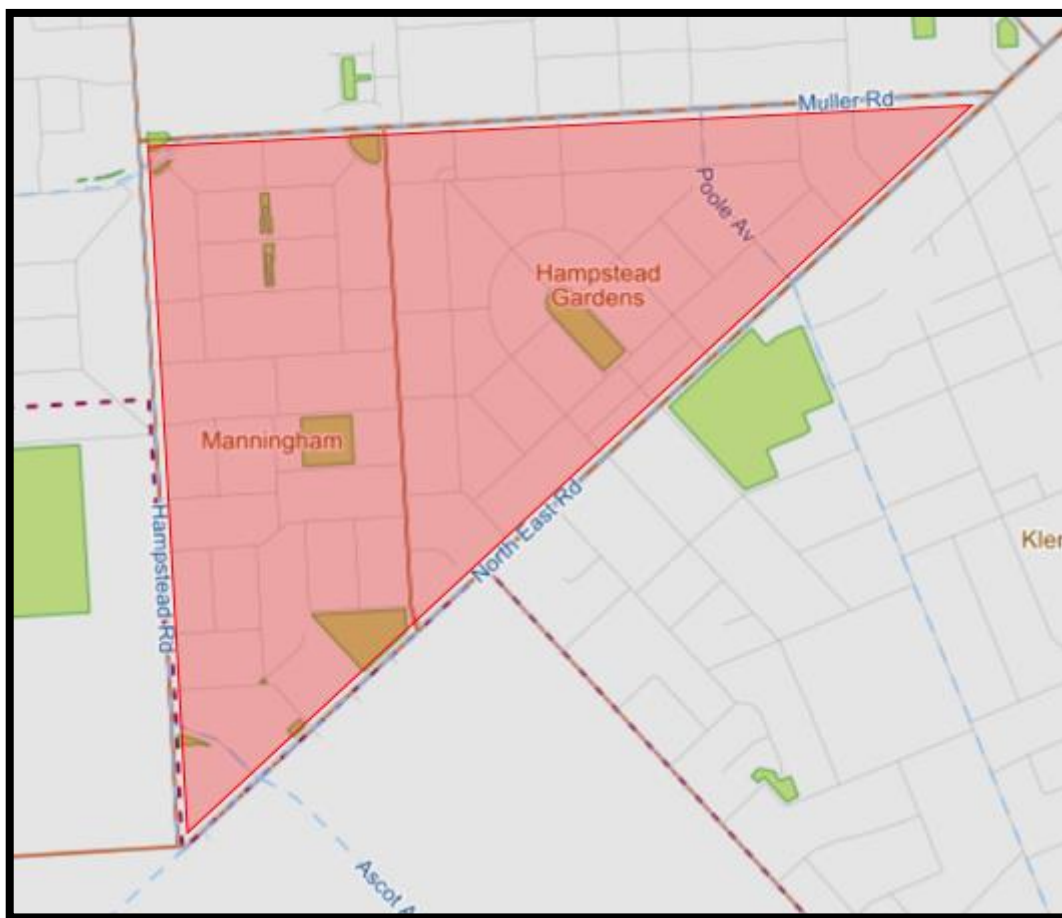 Muller Rd
Poole Av
Hampstead
Gardens
Manningham
Hampstead Rd
North East Rd
Kler
Ascot A